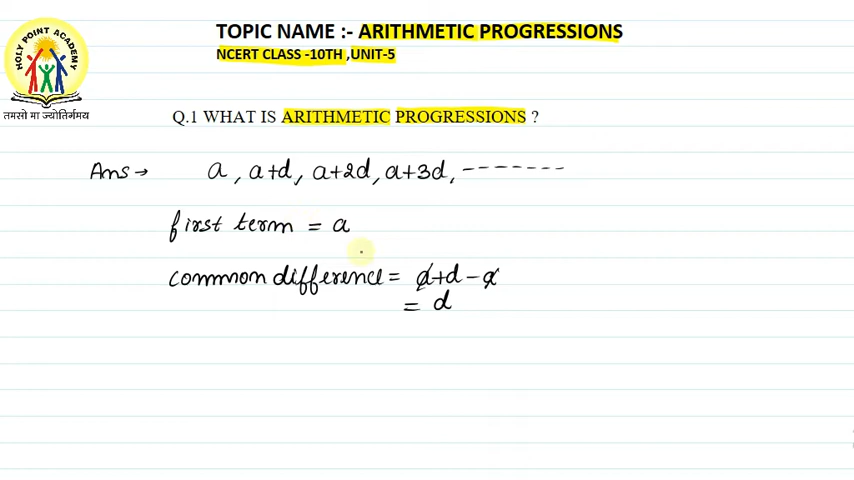 HOLY POINT ACADEMY
तमसो मा ज्योतिर्गमय
TOPIC NAME :- ARITHMETIC PROGRESSIONS
NCERT CLASS -10TH ,UNIT-5
Q.1 WHAT IS ARITHMETIC PROGRESSIONS ?
Ans → a, a+d, a+2d, a+3d, -------
first term = a
common difference = a+d-a
= d